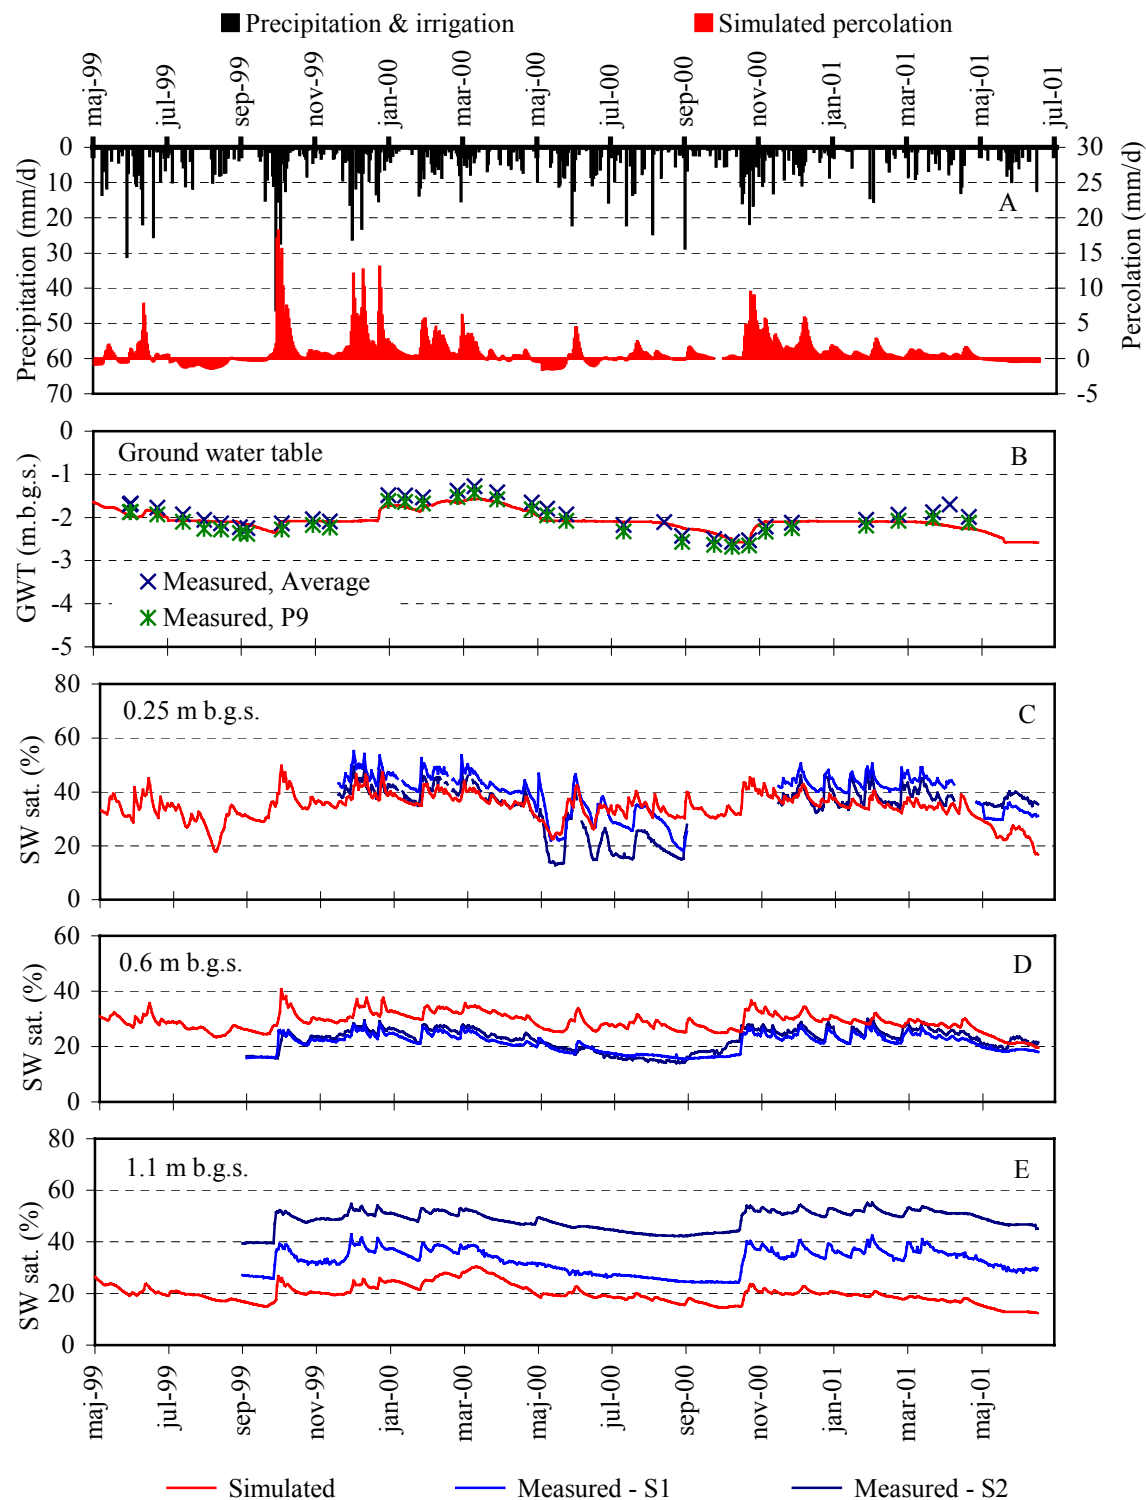 Precipitation & irrigation Simulated percolation
maj-99 jul-99 sep-99 nov-99 jan-00 mar-00 maj-00 jul-00 sep-00 nov-00 jan-01 mar-01 maj-01 jul-01
Precipitation (mm/d)
0
10
20
30
40
50
60
70
A
30
25
20
15
10
5
0
-5
Percolation (mm/d)
GWT (m.b.g.s.)
0
-1
-2
-3
-4
-5
Ground water table B
Measured, Average
Measured, P9
SW sat. (%)
80
60
40
20
0
0.25 m b.g.s. C
SW sat. (%)
60
40
20
0
0.6 m b.g.s. D
SW sat. (%)
80
60
40
20
0
1.1 m b.g.s. E
maj-99 jul-99 sep-99 nov-99 jan-00 mar-00 maj-00 jul-00 sep-00 nov-00 jan-01 mar-01 maj-01
Simulated Measured - S1 Measured - S2